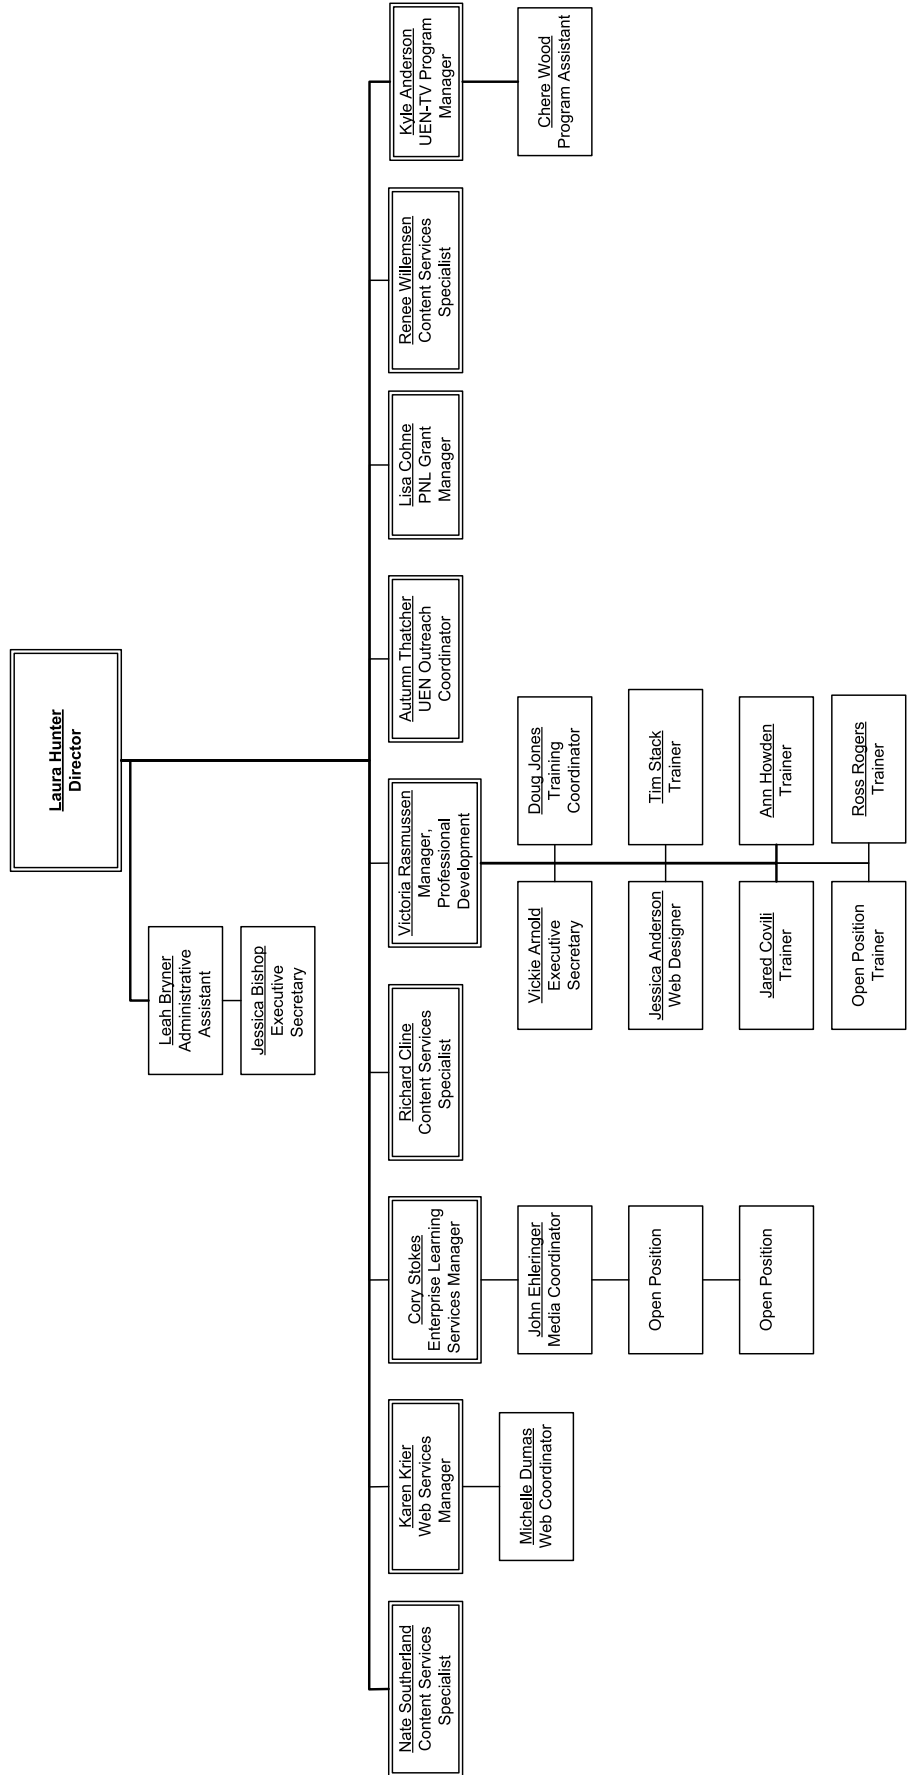 Laura Hunter
Director
Leah Bryner
Administrative
Assistant
Jessica Bishop
Executive
Secretary
Nate Southerland
Content Services
Specialist
Karen Krier
Web Services
Manager
Michelle Dumas
Web Coordinator
Cory Stokes
Enterprise Learning
Services Manager
John Ehleringer
Media Coordinator
Open Position
Open Position
Richard Cline
Content Services
Specialist
Victoria Rasmussen
Manager,
Professional
Development
Vickie Arnold
Executive
Secretary
Doug Jones
Training
Coordinator
Jessica Anderson
Web Designer
Tim Stack
Trainer
Jared Covili
Trainer
Ann Howden
Trainer
Open Position
Trainer
Ross Rogers
Trainer
Autumn Thatcher
UEN Outreach
Coordinator
Lisa Cohne
PNL Grant
Manager
Renee Willemsen
Content Services
Specialist
Kyle Anderson
UEN-TV Program
Manager
Chere Wood
Program Assistant